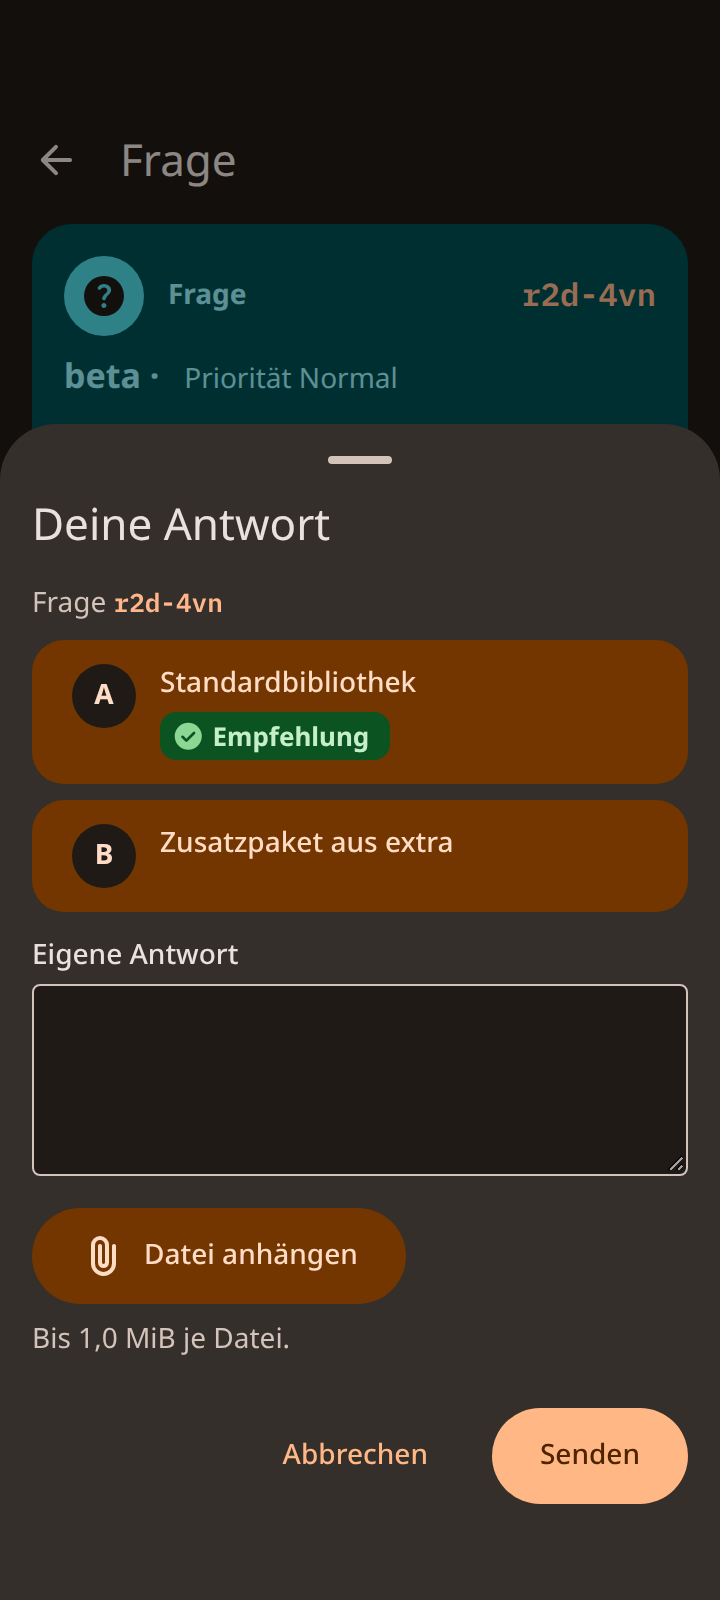 Frage
Frage r2d-4vn
beta · Priorität Normal
Deine Antwort
Frage r2d-4vn
A Standardbibliothek
Empfehlung
B Zusatzpaket aus extra
Eigene Antwort
Datei anhängen
Bis 1,0 MiB je Datei.
Abbrechen Senden